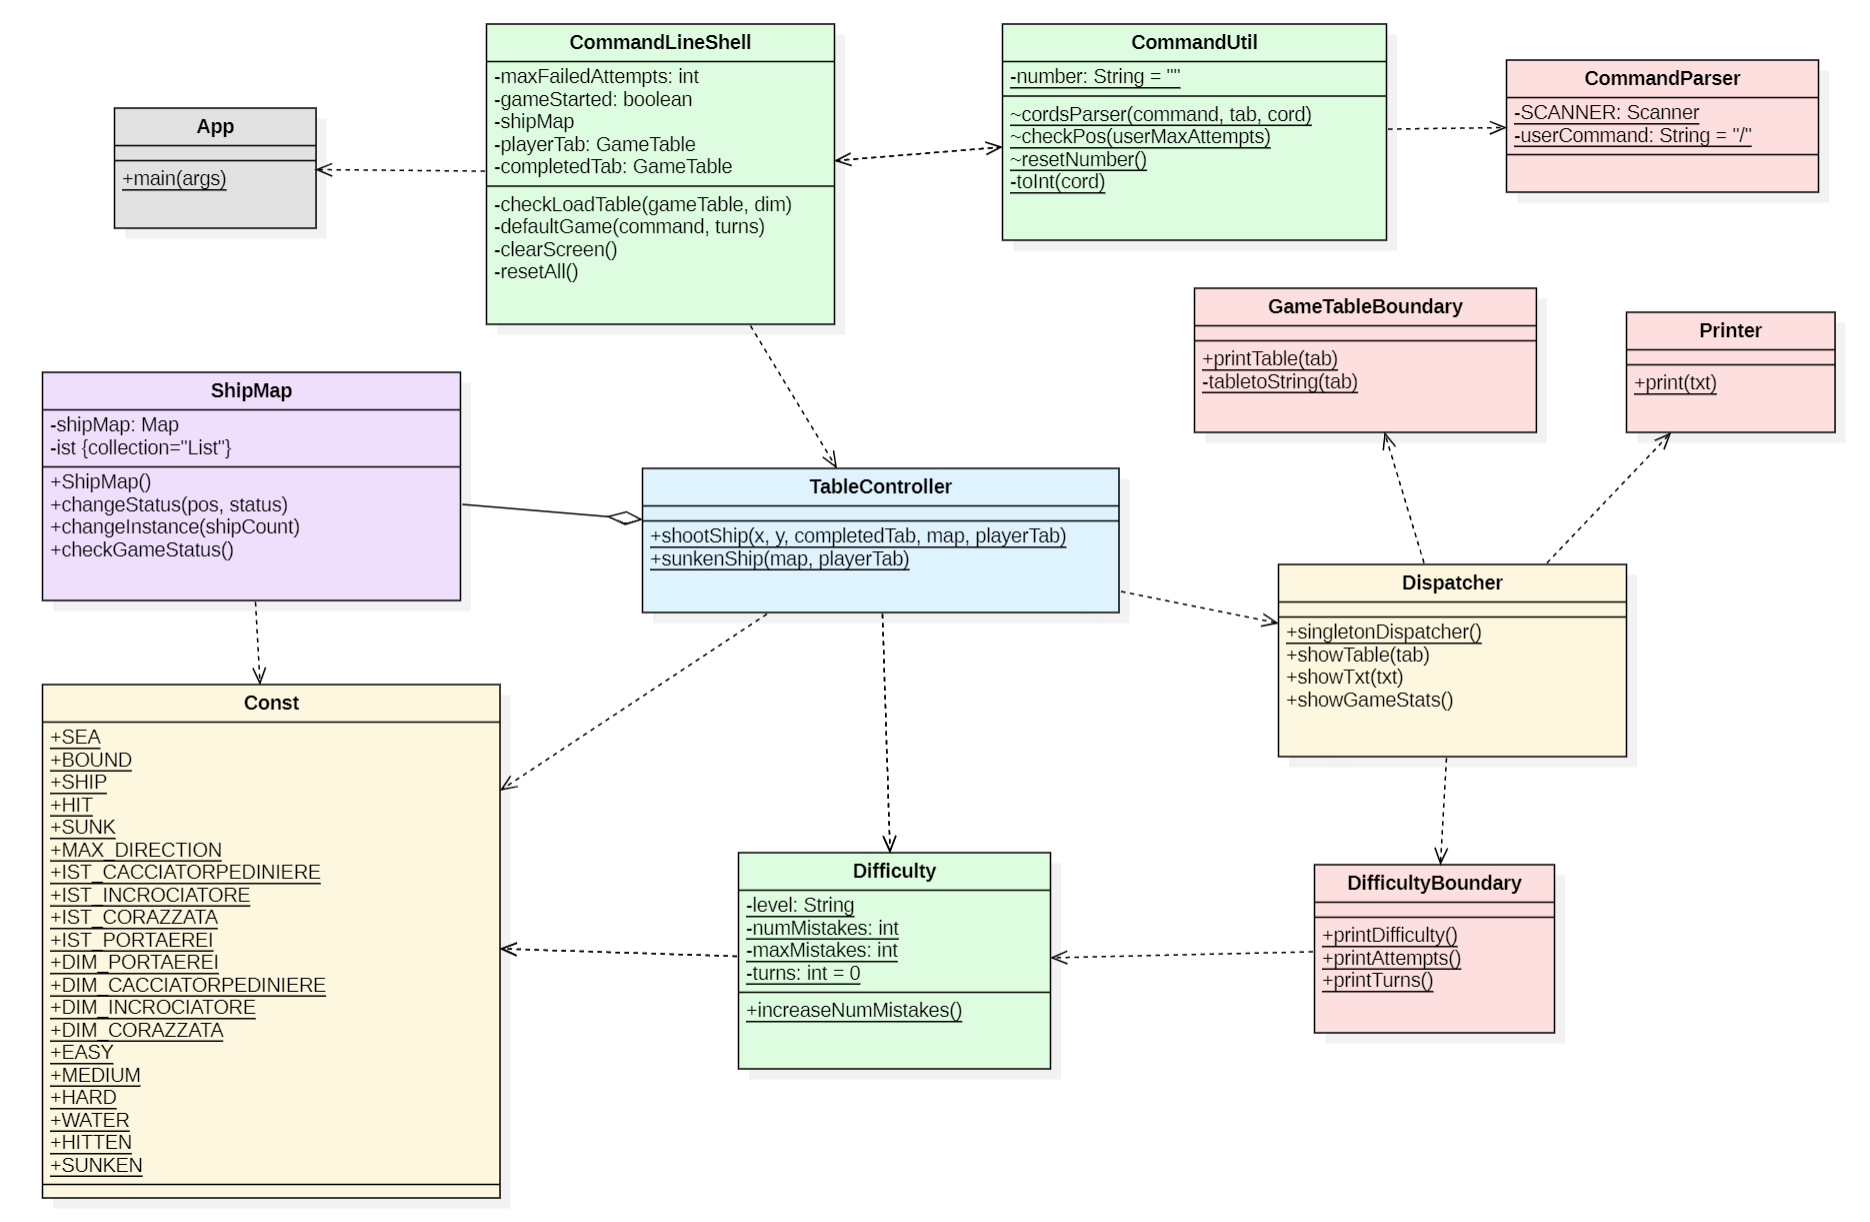 CommandLineShell
-maxFailedAttempts: int
-gameStarted: boolean
-shipMap
-playerTab: GameTable
-completedTab: GameTable
-checkLoadTable(gameTable, dim)
-defaultGame(command, turns)
-clearScreen()
-resetAll()
CommandUtil
-number: String = ""
~cordsParser(command, tab, cord)
~checkPos(userMaxAttempts)
~resetNumber()
-toInt(cord)
CommandParser
-SCANNER: Scanner
-userCommand: String = "/"
App
+main(args)
GameTableBoundary
+printTable(tab)
-tabletoString(tab)
Printer
+print(txt)
ShipMap
-shipMap: Map
-ist {collection="List"}
+ShipMap()
+changeStatus(pos, status)
+changeInstance(shipCount)
+checkGameStatus()
TableController
+shootShip(x, y, completedTab, map, playerTab)
+sunkenShip(map, playerTab)
Dispatcher
+singletonDispatcher()
+showTable(tab)
+showTxt(txt)
+showGameStats()
Const
+SEA
+BOUND
+SHIP
+HIT
+SUNK
+MAX_DIRECTION
+IST_CACCIATORPEDINIERE
+IST_INCROCIATORE
+IST_CORAZZATA
+IST_PORTAEREI
+DIM_PORTAEREI
+DIM_CACCIATORPEDINIERE
+DIM_INCROCIATORE
+DIM_CORAZZATA
+EASY
+MEDIUM
+HARD
+WATER
+HITTEN
+SUNKEN
Difficulty
-level: String
-numMistakes: int
-maxMistakes: int
-turns: int = 0
+increaseNumMistakes()
DifficultyBoundary
+printDifficulty()
+printAttempts()
+printTurns()